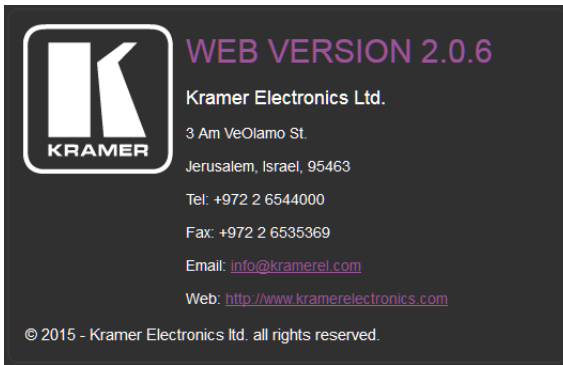 KRAMER
WEB VERSION 2.0.6
Kramer Electronics Ltd.
3 Am VeOlamo St.
Jerusalem, Israel, 95463
Tel: +972 2 6544000
Fax: +972 2 6535369
Email: info@kramerel.com
Web: http://www.kramerelectronics.com
© 2015 - Kramer Electronics ltd. all rights reserved.